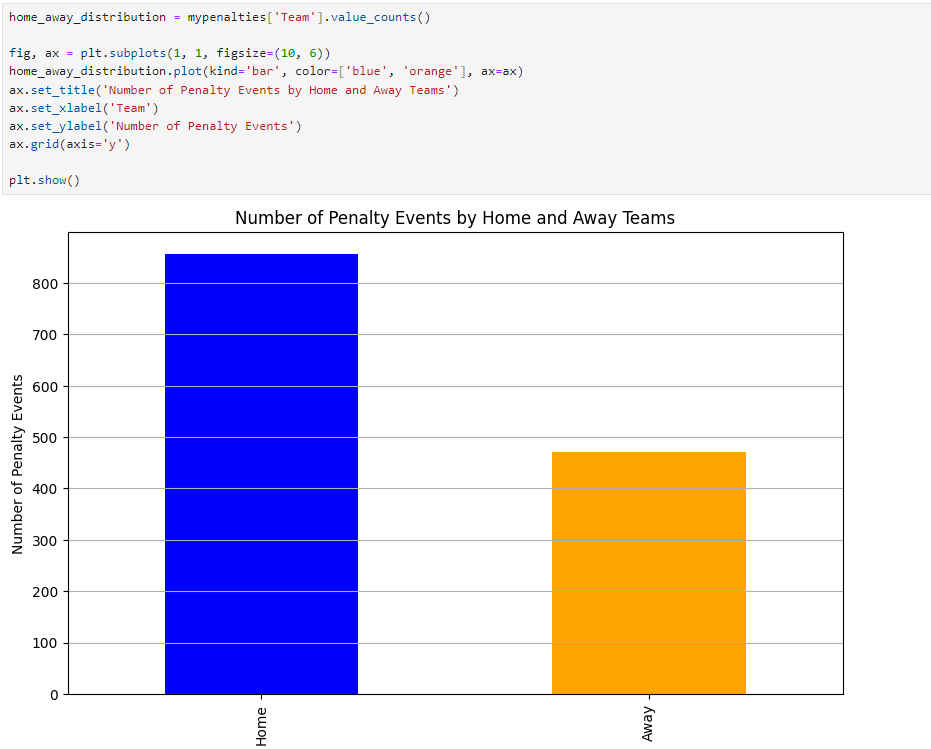 home_away_distribution = mypenalties['Team'].value_counts()
fig, ax = plt.subplots(1, 1, figsize=(10, 6))
home_away_distribution.plot(kind='bar', color=['blue', 'orange'], ax=ax)
ax.set_title('Number of Penalty Events by Home and Away Teams')
ax.set_xlabel('Team')
ax.set_ylabel('Number of Penalty Events')
ax.grid(axis='y')
plt.show()
Number of Penalty Events by Home and Away Teams
Number of Penalty Events
800
700
600
500
400
300
200
100
0
Home
Away